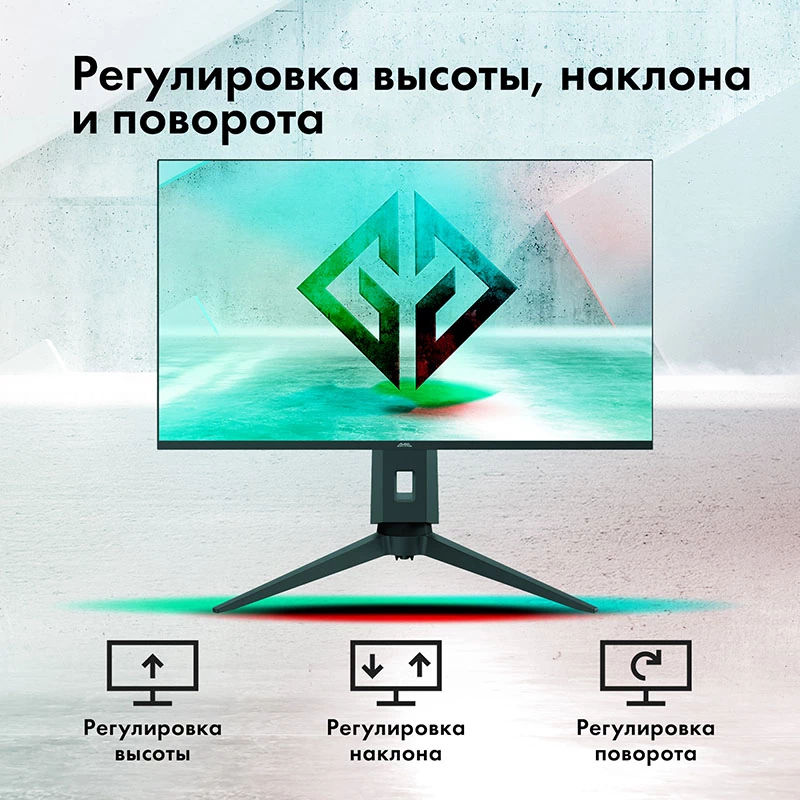 Регулировка высоты, наклона
и поворота
Регулировка
высоты
Регулировка
наклона
Регулировка
поворота